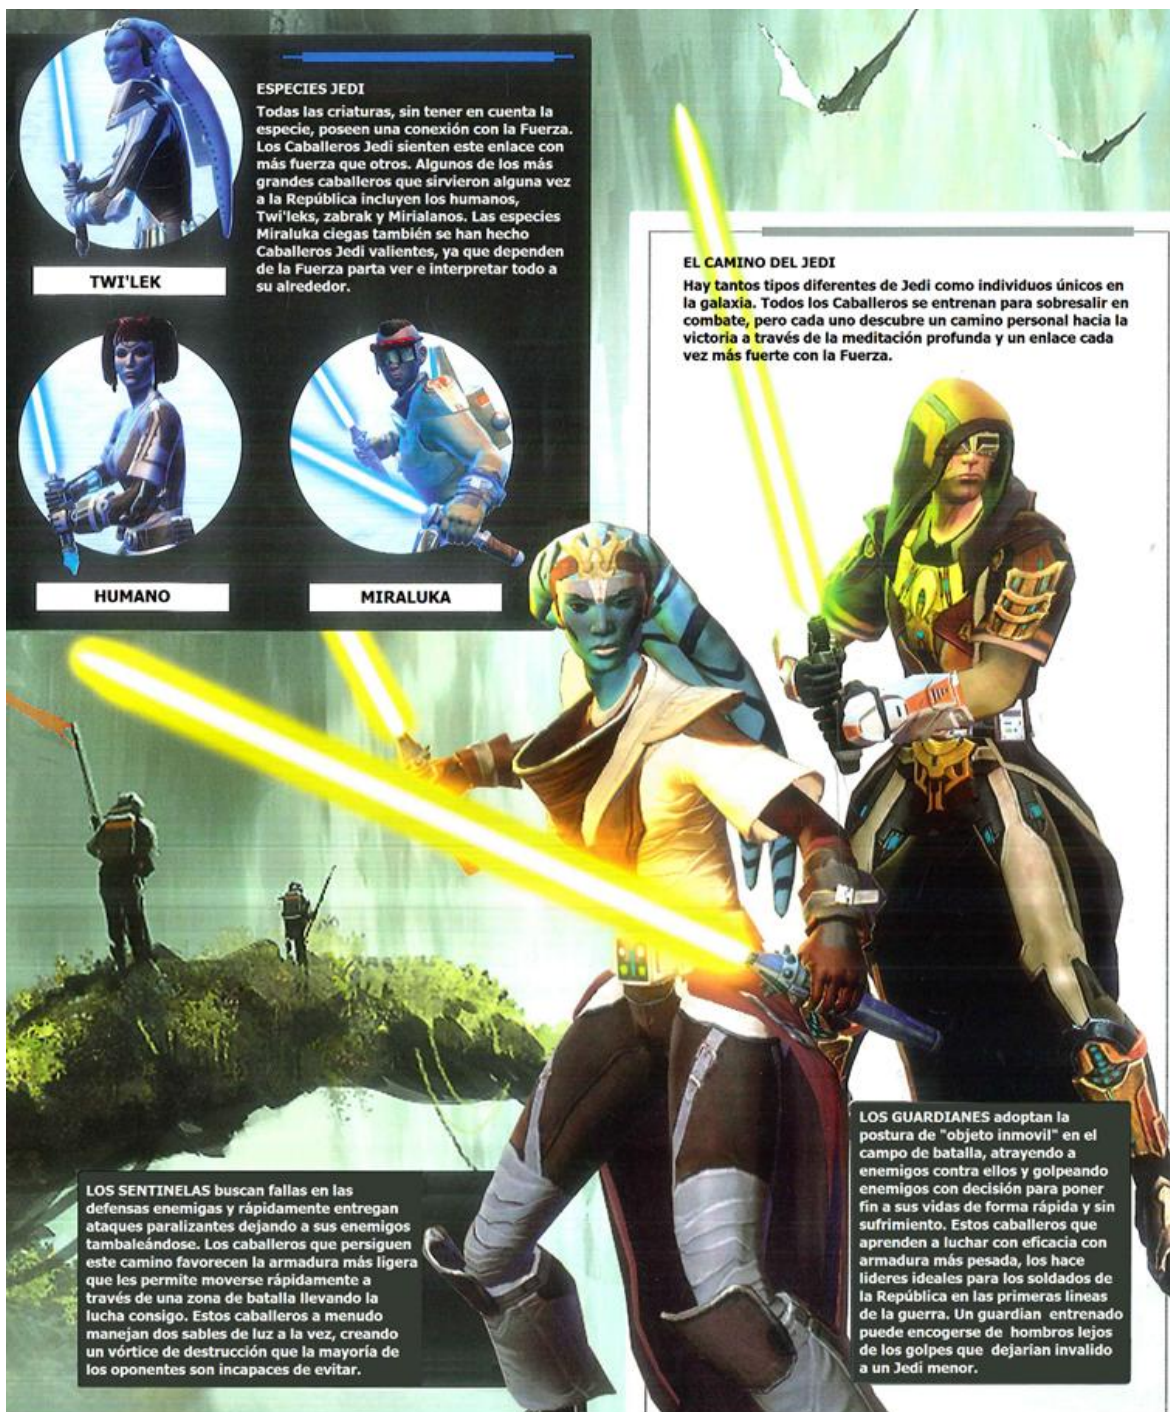 ESPECIES JEDI
Todas las criaturas, sin tener en cuenta la
especie, poseen una conexión con la Fuerza.
Los Caballeros Jedi sienten este enlace con
más fuerza que otros. Algunos de los más
grandes caballeros que sirvieron alguna vez
a la República incluyen los humanos,
Twi'leks, zabrak y Mirialanos. Las especies
Miraluka ciegas también se han hecho
Caballeros Jedi valientes, ya que dependen
de la Fuerza parta ver e interpretar todo a
su alrededor.
TWI'LEK
HUMANO
MIRALUKA
EL CAMINO DEL JEDI
Hay tantos tipos diferentes de Jedi como individuos únicos en
la galaxia. Todos los Caballeros se entrenan para sobresalir en
combate, pero cada uno descubre un camino personal hacia la
victoria a través de la meditación profunda y un enlace cada
vez más fuerte con la Fuerza.
LOS SENTINELAS buscan fallas en las
defensas enemigas y rápidamente entregan
ataques paralizantes dejando a sus enemigos
tambaleándose. Los caballeros que persiguen
este camino favorecen la armadura más ligera
que les permite moverse rápidamente a
través de una zona de batalla llevando la
lucha consigo. Estos caballeros a menudo
manejan dos sables de luz a la vez, creando
un vórtice de destrucción que la mayoría de
los oponentes son incapaces de evitar.
LOS GUARDIANES adoptan la
postura de "objeto inmovil" en el
campo de batalla, atrayendo a
enemigos contra ellos y golpeando
enemigos con decisión para poner
fin a sus vidas de forma rápida y sin
sufrimiento. Estos caballeros que
aprenden a luchar con eficacia con
armadura más pesada, los hace
lideres ideales para los soldados de
la República en las primeras lineas
de la guerra. Un guardian entrenado
puede encogerse de hombros lejos
de los golpes que dejarian invalido
a un Jedi menor.